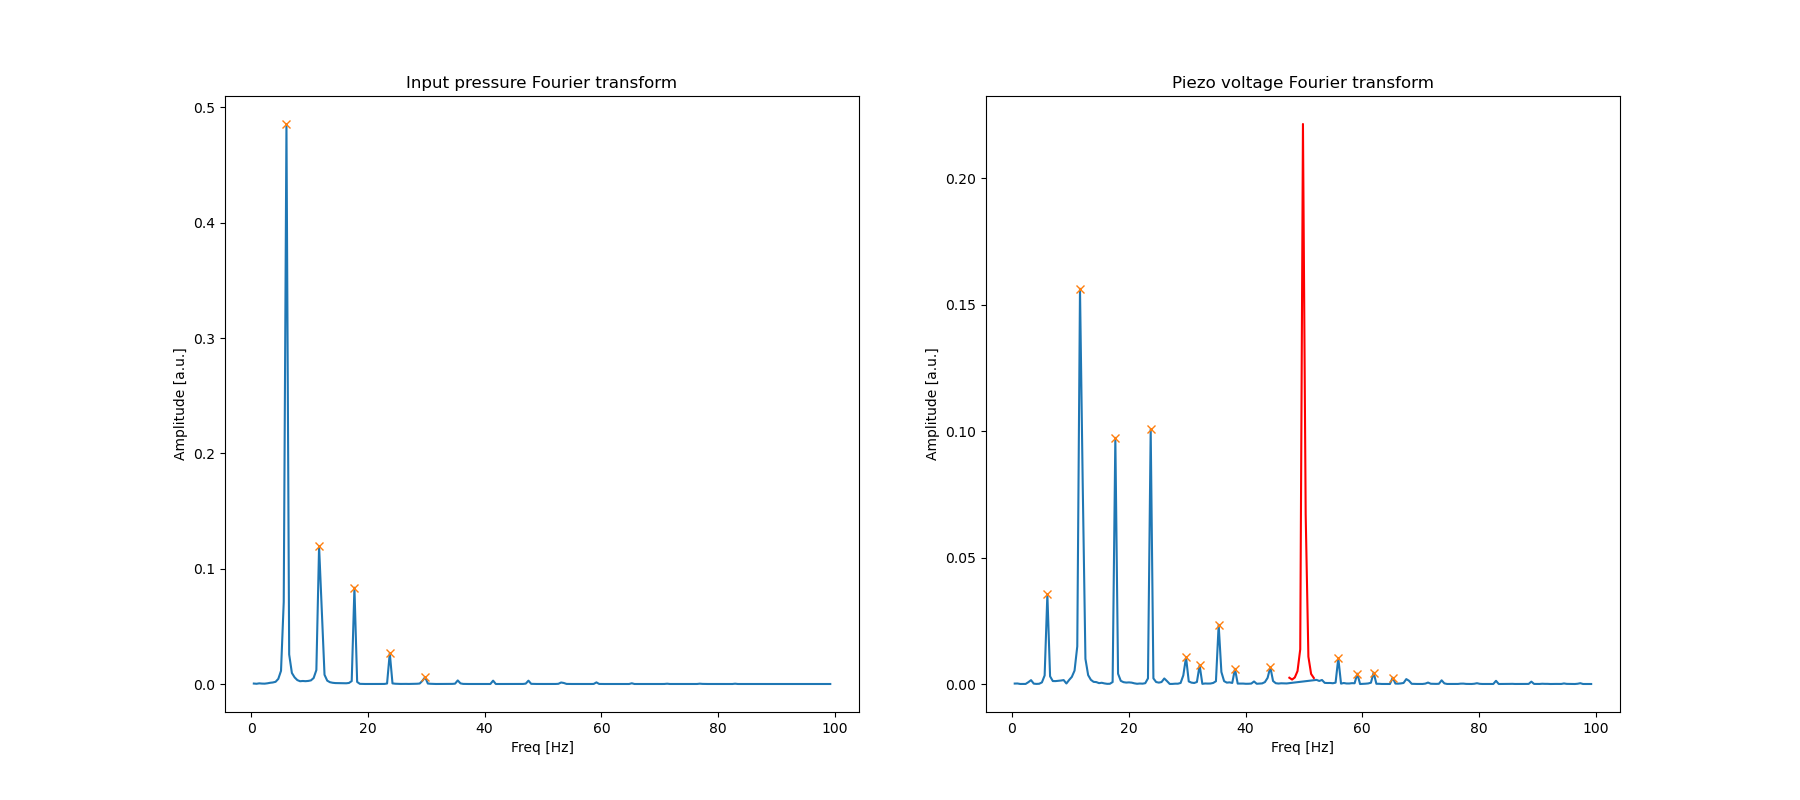 Input pressure Fourier transform
Amplitude [a.u.]
0.5
0.4
0.3
0.2
0.1
0.0
0 20 40 60 80 100
Freq [Hz]
Piezo voltage Fourier transform
Amplitude [a.u.]
0.20
0.15
0.10
0.05
0.00
0 20 40 60 80 100
Freq [Hz]